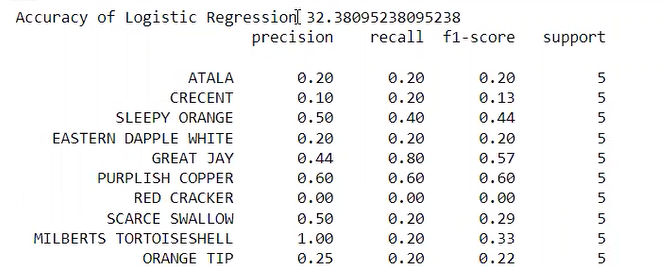 Accuracy of Logistic Regression 32.38095238095238
precision recall f1-score support
ATALA 0.20 0.20 0.20 5
CRECENT 0.10 0.20 0.13 5
SLEEPY ORANGE 0.50 0.40 0.44 5
EASTERN DAPPLE WHITE 0.20 0.20 0.20 5
GREAT JAY 0.44 0.80 0.57 5
PURPLISH COPPER 0.60 0.60 0.60 5
RED CRACKER 0.00 0.00 0.00 5
SCARCE SWALLOW 0.50 0.20 0.29 5
MILBERTS TORTOISESHELL 1.00 0.20 0.33 5
ORANGE TIP 0.25 0.20 0.22 5